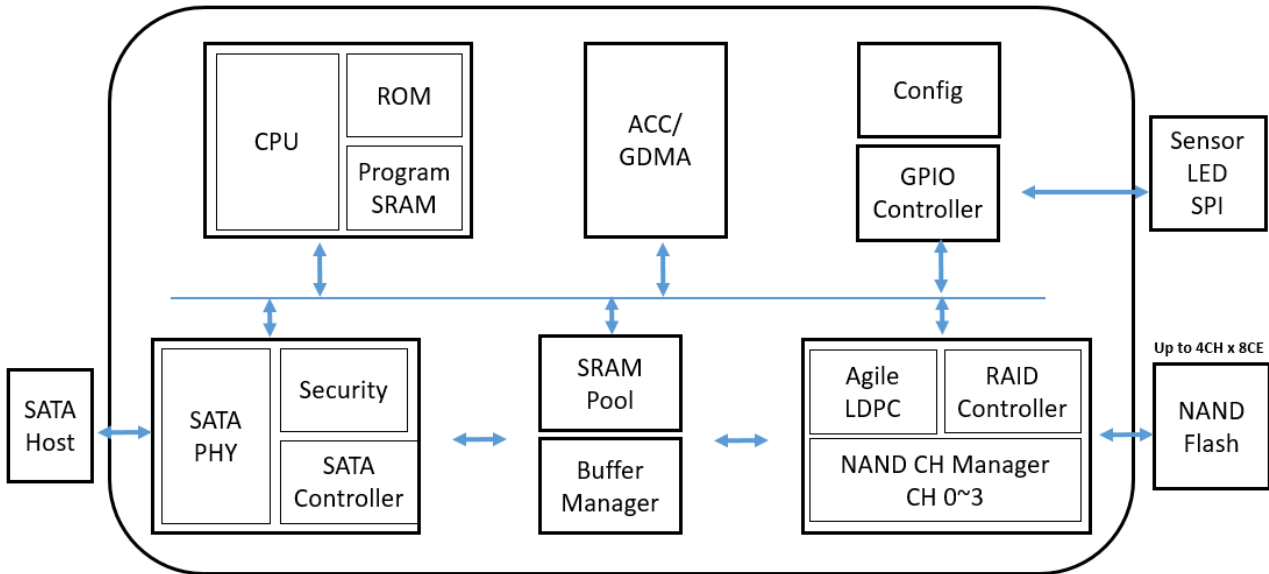 CPU
ROM
Program
SRAM
ACC/
GDMA
Config
GPIO
Controller
Sensor
LED
SPI
SATA
Host
SATA
PHY
Security
SATA
Controller
SRAM
Pool
Buffer
Manager
Agile
LDPC
RAID
Controller
NAND CH Manager
CH 0~3
Up to 4CH x 8CE
NAND
Flash